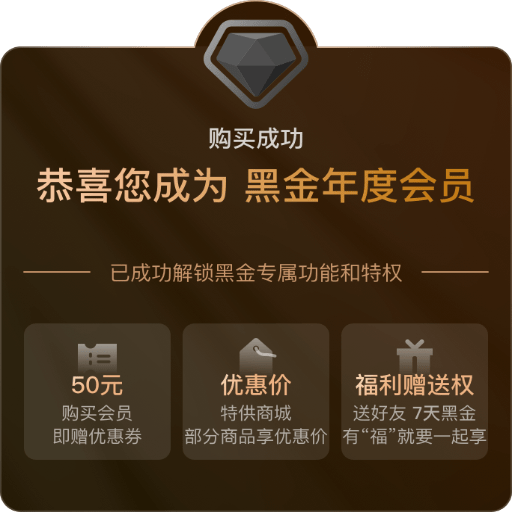 购买成功
恭喜您成为 黑金年度会员
已成功解锁黑金专属功能和特权
50元
购买会员
即赠优惠券
优惠价
特供商城
部分商品享优惠价
福利赠送权
送好友 7天黑金
有“福”就要一起享